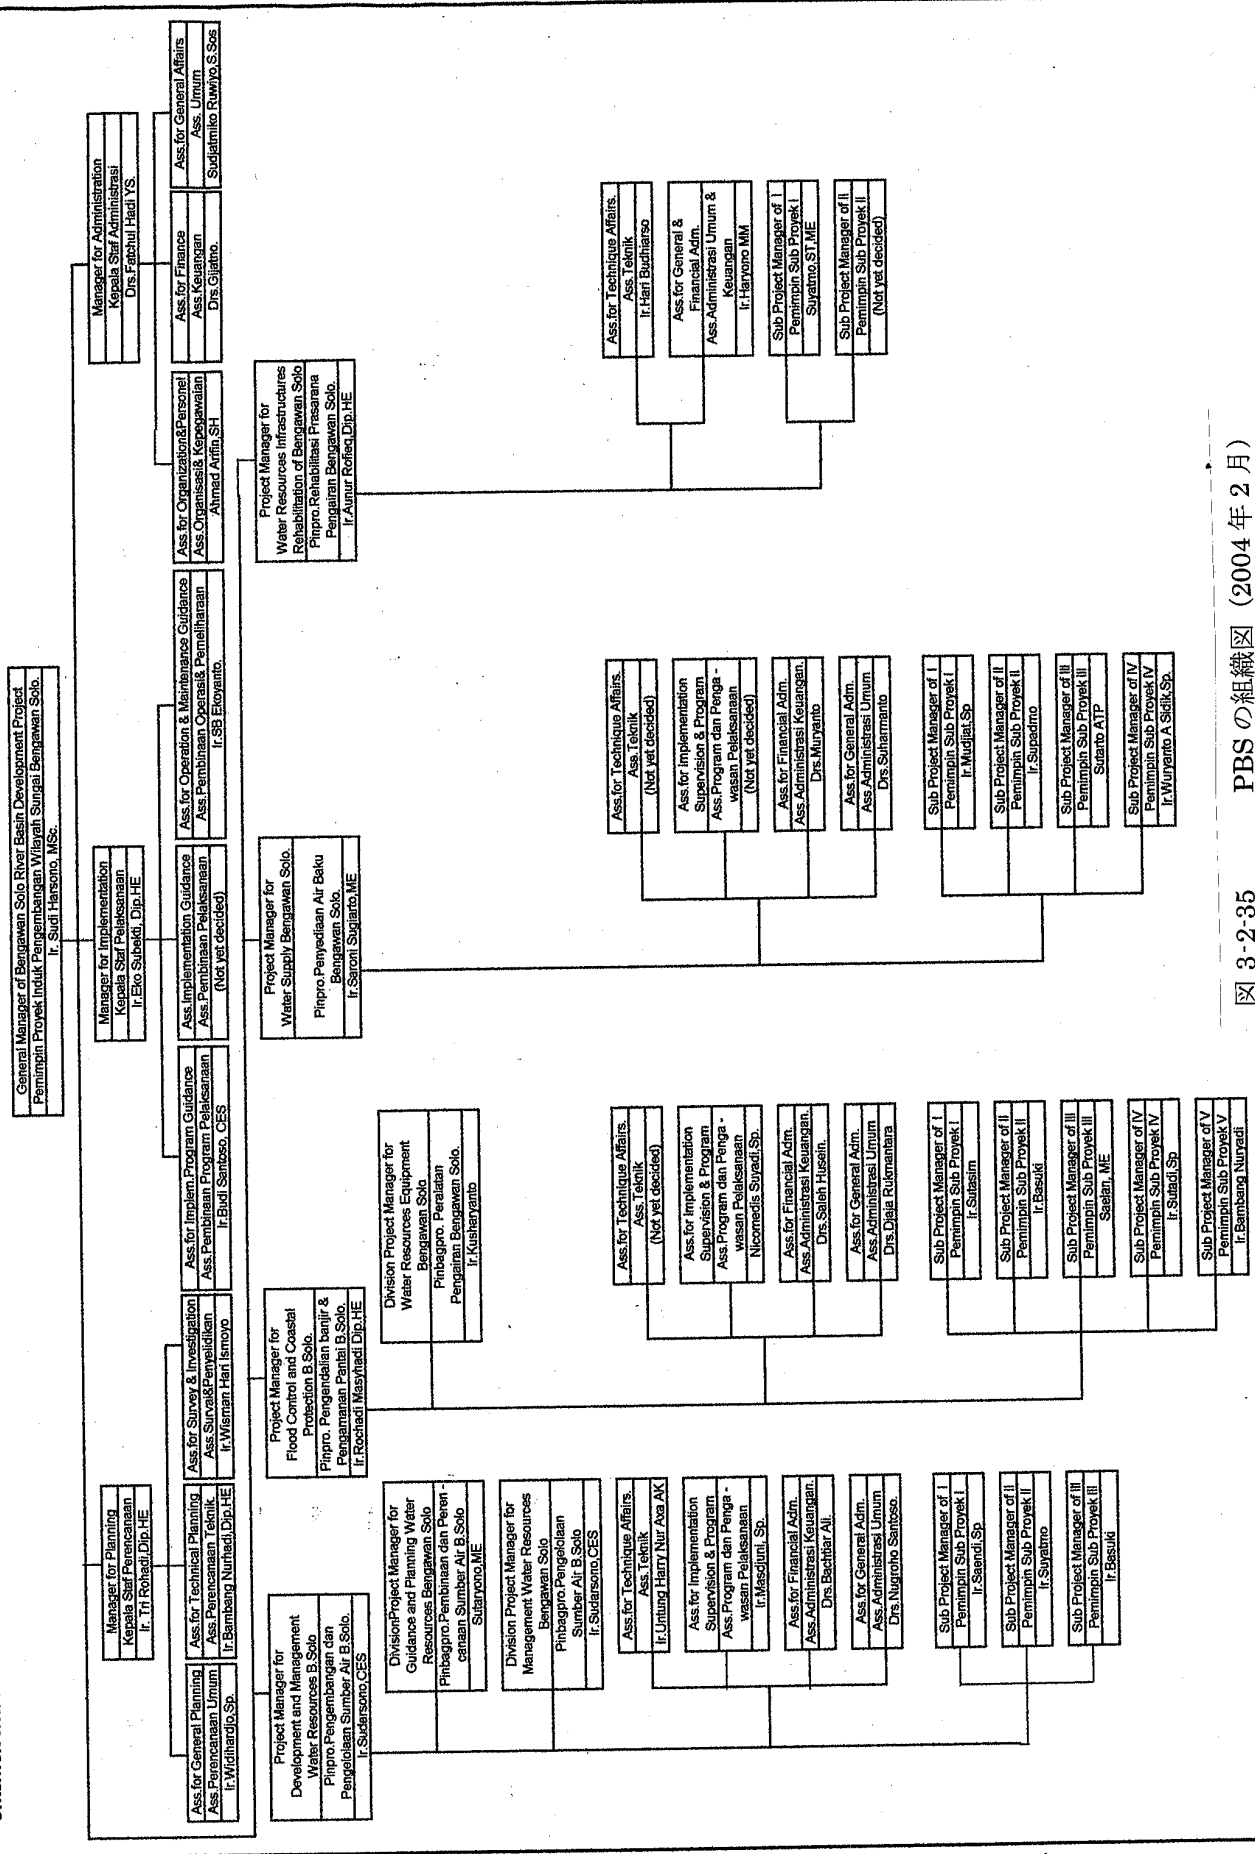 General Manager of Bengawan Solo River Basin Development Project
Pemimpin Proyek Induk Pengembangan Wilayah Sungai Bengawan Solo.
Ir. Sudi Harsono, MSc.
Manager for Planning
Kepala Staf Perencanaan
Ir. Tri Rohadi,Dip.HE
Manager for Implementation
Kepala Staf Pelaksanaan
Ir.Eko Subekti, Dip.HE
Manager for Administration
Kepala Staf Administrasi
Drs.Fatchul Hadi YS.
Ass.for General Planning
Ass.Perencanaan Umum
Ir.Widihardjo,Sp.
Ass.for Technical Planning
Ass.Perencanaan Teknik.
Ir.Bambang Nurhadi,Dip.HE
Ass.for Survey & Investigation
Ass.Survai&Penyelidikan
Ir.Wisman Hari Ismoyo
Ass.for Implem.Program Guidance
Ass.Pembinaan Program Pelaksanaan
Ir.Budi Santoso, CES
Ass.Implementation Guidance
Ass.Pembinaan Pelaksanaan
(Not yet decided)
Ass.for Operation & Maintenance Guidance
Ass.Pembinaan Operasi& Pemeliharaan
Ir.SB Ekoyanto.
Ass.for Organization&Personel
Ass.Organisasi& Kepegawaian
Ahmad Ariffin,SH
Ass.for Finance
Ass.Keuangan
Drs.Gijatno.
Ass.for General Affairs
Ass. Umum
Sudjatmiko Ruwiyo,S.Sos
Project Manager for
Development and Management
Water Resources B.Solo
Pinpro.Pengembangan dan
Pengelolaan Sumber Air B.Solo.
Ir.Sudarsono,CES
Project Manager for
Flood Control and Coastal
Protection B.Solo.
Pinpro. Pengendalian banjir &
Pengamanan Pantai B.Solo.
Ir.Rochadi Masyhadi Dip.HE
Project Manager for
Water Supply Bengawan Solo.
Pinpro.Penyediaan Air Baku
Bengawan Solo.
Ir.Saroni Sugiarto,ME
Project Manager for
Water Resources Infrastructures
Rehabilitation of Bengawan Solo
Pinpro.Rehabilitasi Prasarana
Pengairan Bengawan Solo.
Ir.Aunur Rofieq,Dip.HE
DivisionProject Manager for
Guidance and Planning Water
Resources Bengawan Solo
Pinbagpro.Pembinaan dan Peren -
canaan Sumber Air B.Solo
Sutaryono,ME
Division Project Manager for
Management Water Resources
Bengawan Solo
Pinbagpro.Pengelolaan
Sumber Air B.Solo
Ir.Sudarsono,CES
Ass.for Technique Affairs.
Ass.Teknik
Ir.Untung Harry Nur Axa AK
Ass.for Implementation
Supervision & Program
Ass.Program dan Penga -
wasan Pelaksanaan
Ir.Masdjuni, Sp.
Ass.for Financial Adm.
Ass.Administrasi Keuangan.
Drs.Bachtiar Ali.
Ass.for General Adm.
Ass.Administrasi Umum
Drs.Nugroho Santoso.
Sub Project Manager of I
Pemimpin Sub Proyek I
Ir.Saendi,Sp
Sub Project Manager of II
Pemimpin Sub Proyek II
Ir.Suyatmo
Sub Project Manager of III
Pemimpin Sub Proyek III
Ir.Basuki
Division Project Manager for
Water Resources Equipment
Bengawan Solo
Pinbagpro. Peralatan
Pengairan Bengawan Solo.
Ir.Kusharyanto
Ass.for Technique Affairs.
Ass.Teknik
(Not yet decided)
Ass.for Implementation
Supervision & Program
Ass.Program dan Penga -
wasan Pelaksanaan
Nicomedis Suyadi,Sp.
Ass.for Financial Adm.
Ass.Administrasi Keuangan.
Drs.Saleh Husein.
Ass.for General Adm.
Ass.Administrasi Umum
Drs.Djaja Rukmantara
Sub Project Manager of I
Pemimpin Sub Proyek I
Ir.Sutasim
Sub Project Manager of II
Pemimpin Sub Proyek II
Ir.Basuki
Sub Project Manager of III
Pemimpin Sub Proyek III
Saelan, ME
Sub Project Manager of IV
Pemimpin Sub Proyek IV
Ir.Sutadi,Sp
Sub Project Manager of V
Pemimpin Sub Proyek V
Ir.Bambang Nuryadi
Ass.for Technique Affairs.
Ass.Teknik
(Not yet decided)
Ass.for Implementation
Supervision & Program
Ass.Program dan Penga -
wasan Pelaksanaan
(Not yet decided)
Ass.for Financial Adm.
Ass.Administrasi Keuangan.
Drs.Muryanto
Ass.for General Adm.
Ass.Administrasi Umum
Drs.Suharnanto
Sub Project Manager of I
Pemimpin Sub Proyek I
Ir.Mudjiat,Sp
Sub Project Manager of II
Pemimpin Sub Proyek II
Ir.Supadmo
Sub Project Manager of III
Pemimpin Sub Proyek III
Sutarto ATP
Sub Project Manager of IV
Pemimpin Sub Proyek IV
Ir.Wuryanto A Sidik,Sp.
Ass.for Technique Affairs.
Ass.Teknik
Ir.Hari Budhiarso
Ass.for General &
Financial Adm.
Ass.Administrasi Umum &
Keuangan
Ir.Haryono MM
Sub Project Manager of I
Pemimpin Sub Proyek I
Suyatmo,ST,ME
Sub Project Manager of II
Pemimpin Sub Proyek II
(Not yet decided)
図 3-2-35 PBS の組織図 (2004 年 2 月)